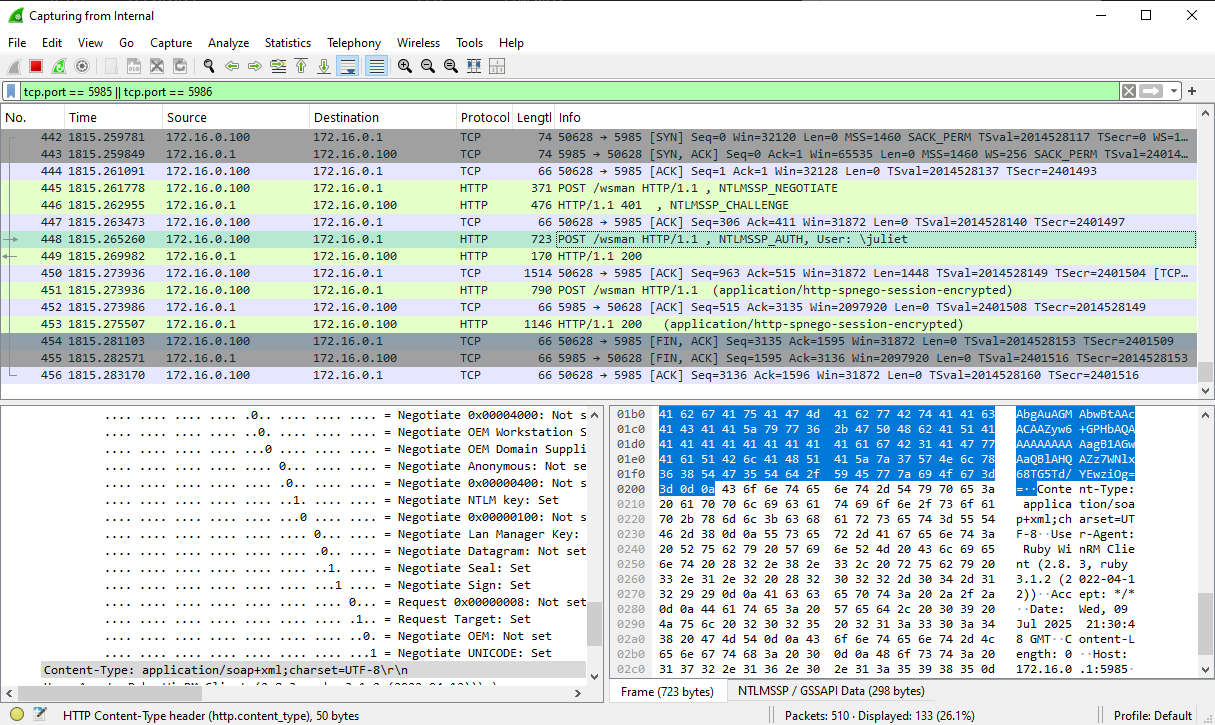 Capturing from Internal
File Edit View Go Capture Analyze Statistics Telephony Wireless Tools Help
tcp.port == 5985 || tcp.port == 5986
No. Time Source Destination Protocol Lengtl Info
442 1815.259781 172.16.0.100 172.16.0.1 TCP 74 50628 → 5985 [SYN] Seq=0 Win=32120 Len=0 MSS=1460 SACK_PERM TSval=2014528117 TSecr=0 WS=1…
443 1815.259849 172.16.0.1 172.16.0.100 TCP 74 5985 → 50628 [SYN, ACK] Seq=0 Ack=1 Win=65535 Len=0 MSS=1460 WS=256 SACK_PERM TSval=24014…
444 1815.261091 172.16.0.100 172.16.0.1 TCP 66 50628 → 5985 [ACK] Seq=1 Ack=1 Win=32128 Len=0 TSval=2014528137 TSecr=2401493
445 1815.261778 172.16.0.100 172.16.0.1 HTTP 371 POST /wsman HTTP/1.1 , NTLMSSP_NEGOTIATE
446 1815.262955 172.16.0.1 172.16.0.100 HTTP 476 HTTP/1.1 401 , NTLMSSP_CHALLENGE
447 1815.263473 172.16.0.100 172.16.0.1 TCP 66 50628 → 5985 [ACK] Seq=306 Ack=411 Win=31872 Len=0 TSval=2014528140 TSecr=2401497
448 1815.265260 172.16.0.100 172.16.0.1 HTTP 723 POST /wsman HTTP/1.1 , NTLMSSP_AUTH, User: \juliet
449 1815.269982 172.16.0.1 172.16.0.100 HTTP 170 HTTP/1.1 200
450 1815.273936 172.16.0.100 172.16.0.1 TCP 1514 50628 → 5985 [ACK] Seq=963 Ack=515 Win=31872 Len=1448 TSval=2014528149 TSecr=2401504 [TCP…
451 1815.273936 172.16.0.100 172.16.0.1 HTTP 790 POST /wsman HTTP/1.1 (application/http-spnego-session-encrypted)
452 1815.273986 172.16.0.1 172.16.0.100 TCP 66 5985 → 50628 [ACK] Seq=515 Ack=3135 Win=2097920 Len=0 TSval=2401508 TSecr=2014528149
453 1815.275507 172.16.0.1 172.16.0.100 HTTP 1146 HTTP/1.1 200 (application/http-spnego-session-encrypted)
454 1815.281103 172.16.0.100 172.16.0.1 TCP 66 50628 → 5985 [FIN, ACK] Seq=3135 Ack=1595 Win=31872 Len=0 TSval=2014528153 TSecr=2401509
455 1815.282571 172.16.0.1 172.16.0.100 TCP 66 5985 → 50628 [FIN, ACK] Seq=1595 Ack=3136 Win=2097920 Len=0 TSval=2401516 TSecr=2014528153
456 1815.283170 172.16.0.100 172.16.0.1 TCP 66 50628 → 5985 [ACK] Seq=3136 Ack=1596 Win=31872 Len=0 TSval=2014528160 TSecr=2401516
.... .... .... .... .0.. .... .... .... = Negotiate 0x00004000: Not s
.... .... .... .... ..0. .... .... .... = Negotiate OEM Workstation S
.... .... .... .... ...0 .... .... .... = Negotiate OEM Domain Suppli
.... .... .... .... .... 0... .... .... = Negotiate Anonymous: Not se
.... .... .... .... .... .0.. .... .... = Negotiate 0x00000400: Not s
.... .... .... .... .... ..1. .... .... = Negotiate NTLM key: Set
.... .... .... .... .... ...0 .... .... = Negotiate 0x00000100: Not s
.... .... .... .... .... .... 0... .... = Negotiate Lan Manager Key:
.... .... .... .... .... .... .0.. .... = Negotiate Datagram: Not set
.... .... .... .... .... .... ..1. .... = Negotiate Seal: Set
.... .... .... .... .... .... ...1 .... = Negotiate Sign: Set
.... .... .... .... .... .... .... 0... = Request 0x00000008: Not set
.... .... .... .... .... .... .... .1.. = Request Target: Set
.... .... .... .... .... .... .... ..0. = Negotiate OEM: Not set
.... .... .... .... .... .... .... ...1 = Negotiate UNICODE: Set
Content-Type: application/soap+xml;charset=UTF-8\r\n
01b0 41 62 67 41 75 41 47 4d 41 62 77 42 74 41 41 63 AbgAuAGM AbwBtAAc
01c0 41 43 41 41 5a 79 77 36 2b 47 50 48 62 41 51 41 ACAAZyw6 +GPHbAQA
01d0 41 41 41 41 41 41 41 41 41 61 67 42 31 41 47 77 AAAAAAAA AagB1AGw
01e0 41 61 51 42 6c 41 48 51 41 5a 7a 37 57 4e 6c 78 AaQBlAHQ AZz7WNlx
01f0 36 38 54 47 35 54 64 2f 59 45 77 7a 69 4f 67 3d 68TG5Td/ YEwziOg=
0200 3d 0d 0a 43 6f 6e 74 65 6e 74 2d 54 79 70 65 3a =··Conte nt-Type:
0210 20 61 70 70 6c 69 63 61 74 69 6f 6e 2f 73 6f 61 applica tion/soa
0220 70 2b 78 6d 6c 3b 63 68 61 72 73 65 74 3d 55 54 p+xml;ch arset=UT
0230 46 2d 38 0d 0a 55 73 65 72 2d 41 67 65 6e 74 3a F-8··Use r-Agent:
0240 20 52 75 62 79 20 57 69 6e 52 4d 20 43 6c 69 65 Ruby Wi nRM Clie
0250 6e 74 20 28 32 2e 38 2e 33 2c 20 72 75 62 79 20 nt (2.8. 3, ruby
0260 33 2e 31 2e 32 20 28 32 30 32 32 2d 30 34 2d 31 3.1.2 (2 022-04-1
0270 32 29 29 0d 0a 41 63 63 65 70 74 3a 20 2a 2f 2a 2))··Acc ept: */*
0280 0d 0a 44 61 74 65 3a 20 57 65 64 2c 20 30 39 20 ··Date: Wed, 09
0290 4a 75 6c 20 32 30 32 35 20 32 31 3a 33 30 3a 34 Jul 2025 21:30:4
02a0 38 20 47 4d 54 0d 0a 43 6f 6e 74 65 6e 74 2d 4c 8 GMT··C ontent-L
02b0 65 6e 67 74 68 3a 20 30 0d 0a 48 6f 73 74 3a 20 ength: 0 ··Host:
02c0 31 37 32 2e 31 36 2e 30 2e 31 3a 35 39 38 35 0d 172.16.0 .1:5985·
Frame (723 bytes) NTLMSSP / GSSAPI Data (298 bytes)
HTTP Content-Type header (http.content_type), 50 bytes Packets: 510 · Displayed: 133 (26.1%) Profile: Default